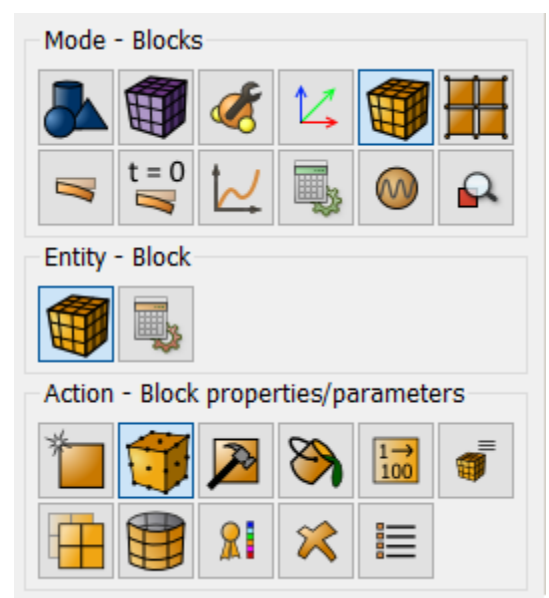 Mode - Blocks
t = 0
Entity - Block
Action - Block properties/parameters
1→
100